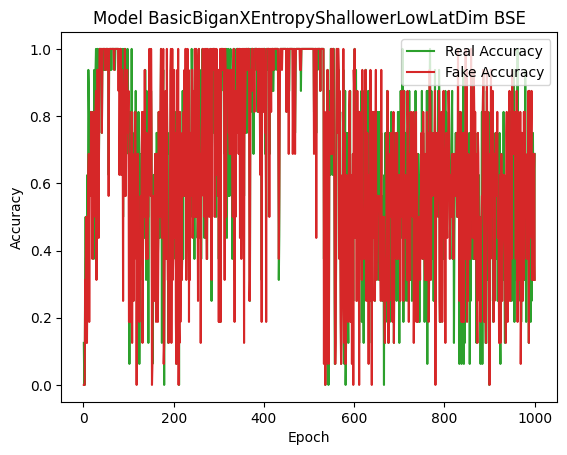 Model BasicBiganXEntropyShallowerLowLatDim BSE
Real Accuracy
Fake Accuracy
1.0
0.8
0.6
0.4
0.2
0.0
Accuracy
0
200
400
600
800
1000
Epoch